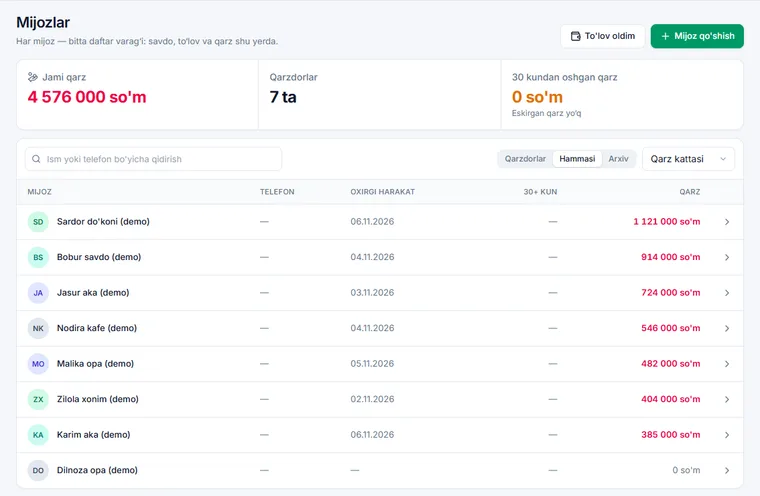 Mijozlar
Har mijoz — bitta daftar varag'i: savdo, to'lov va qarz shu yerda.
To'lov oldim
+ Mijoz qo'shish
Jami qarz
4 576 000 so'm
Qarzdorlar
7 ta
30 kundan oshgan qarz
0 so'm
Eskirgan qarz yo'q
Ism yoki telefon bo'yicha qidirish
Qarzdorlar Hammasi Arxiv
Qarz kattasi
MIJOZ TELEFON OXIRGI HARAKAT 30+ KUN QARZ
SD Sardor do'koni (demo) — 06.11.2026 — 1 121 000 so'm
BS Bobur savdo (demo) — 04.11.2026 — 914 000 so'm
JA Jasur aka (demo) — 03.11.2026 — 724 000 so'm
NK Nodira kafe (demo) — 04.11.2026 — 546 000 so'm
MO Malika opa (demo) — 05.11.2026 — 482 000 so'm
ZX Zilola xonim (demo) — 02.11.2026 — 404 000 so'm
KA Karim aka (demo) — 06.11.2026 — 385 000 so'm
DO Dilnoza opa (demo) — — — 0 so'm